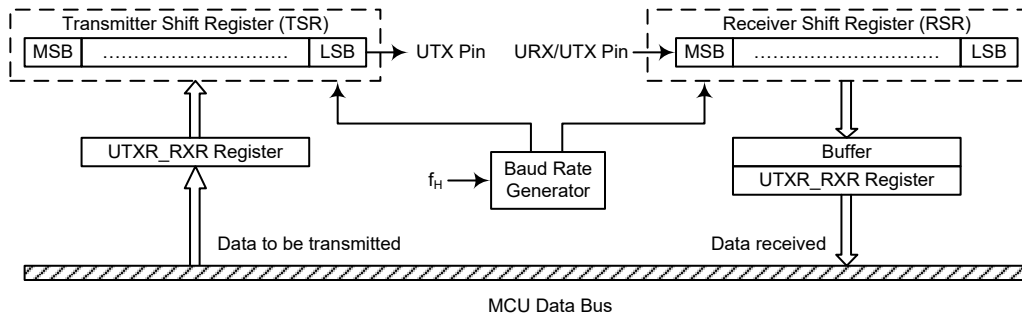 Transmitter Shift Register (TSR)
MSB ............................. LSB
UTX Pin
URX/UTX Pin
Receiver Shift Register (RSR)
MSB ............................. LSB
UTXR_RXR Register
Baud Rate
Generator
fH
Buffer
UTXR_RXR Register
Data to be transmitted
Data received
MCU Data Bus